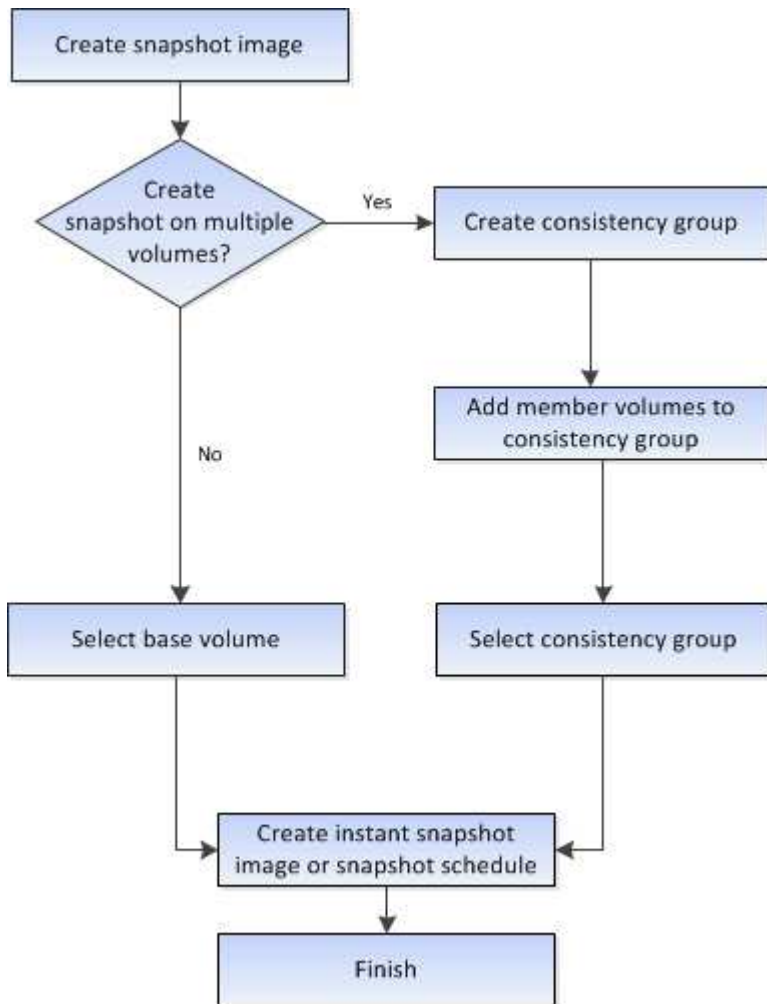 Create snapshot image
Create
snapshot on multiple
volumes?
Yes
Create consistency group
Add member volumes to
consistency group
No
Select base volume
Select consistency group
Create instant snapshot
image or snapshot schedule
Finish